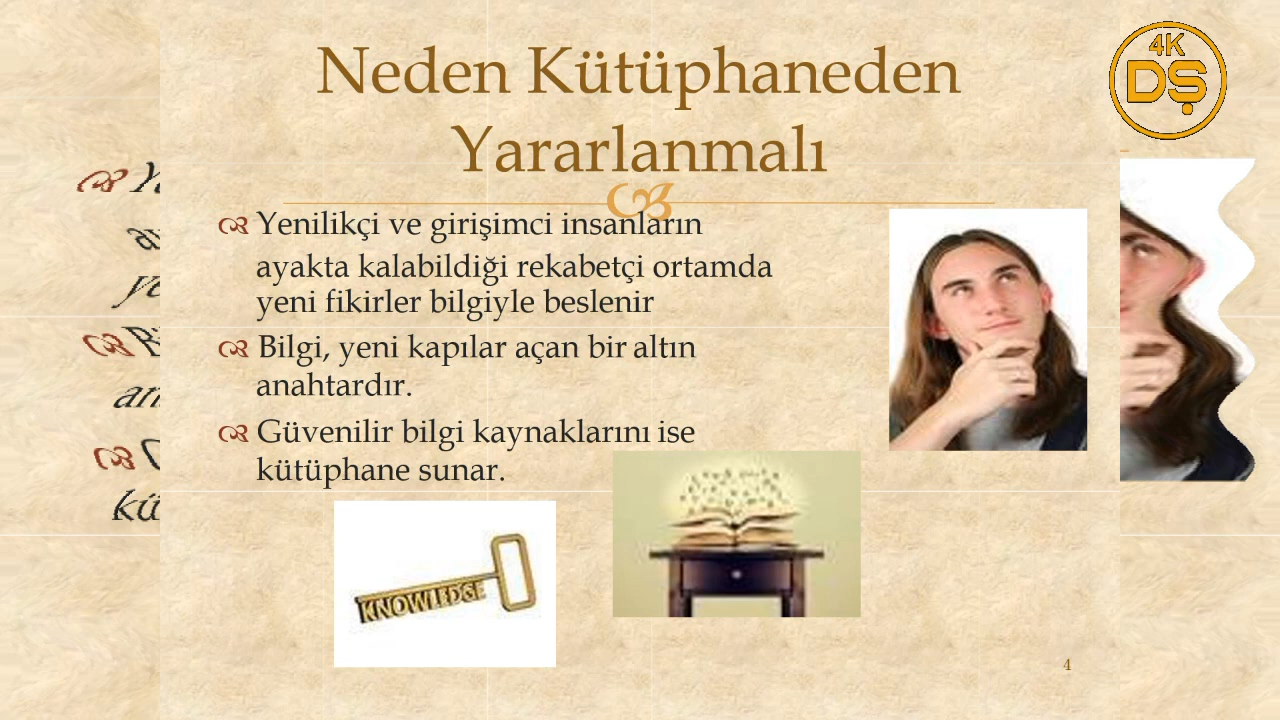 Neden Kütüphaneden
Yararlanmalı
4K
DŞ
Yenilikçi ve girişimci insanların
ayakta kalabildiği rekabetçi ortamda
yeni fikirler bilgiyle beslenir
Bilgi, yeni kapılar açan bir altın
anahtardır.
Güvenilir bilgi kaynaklarını ise
kütüphane sunar.
KNOWLEDGE
4